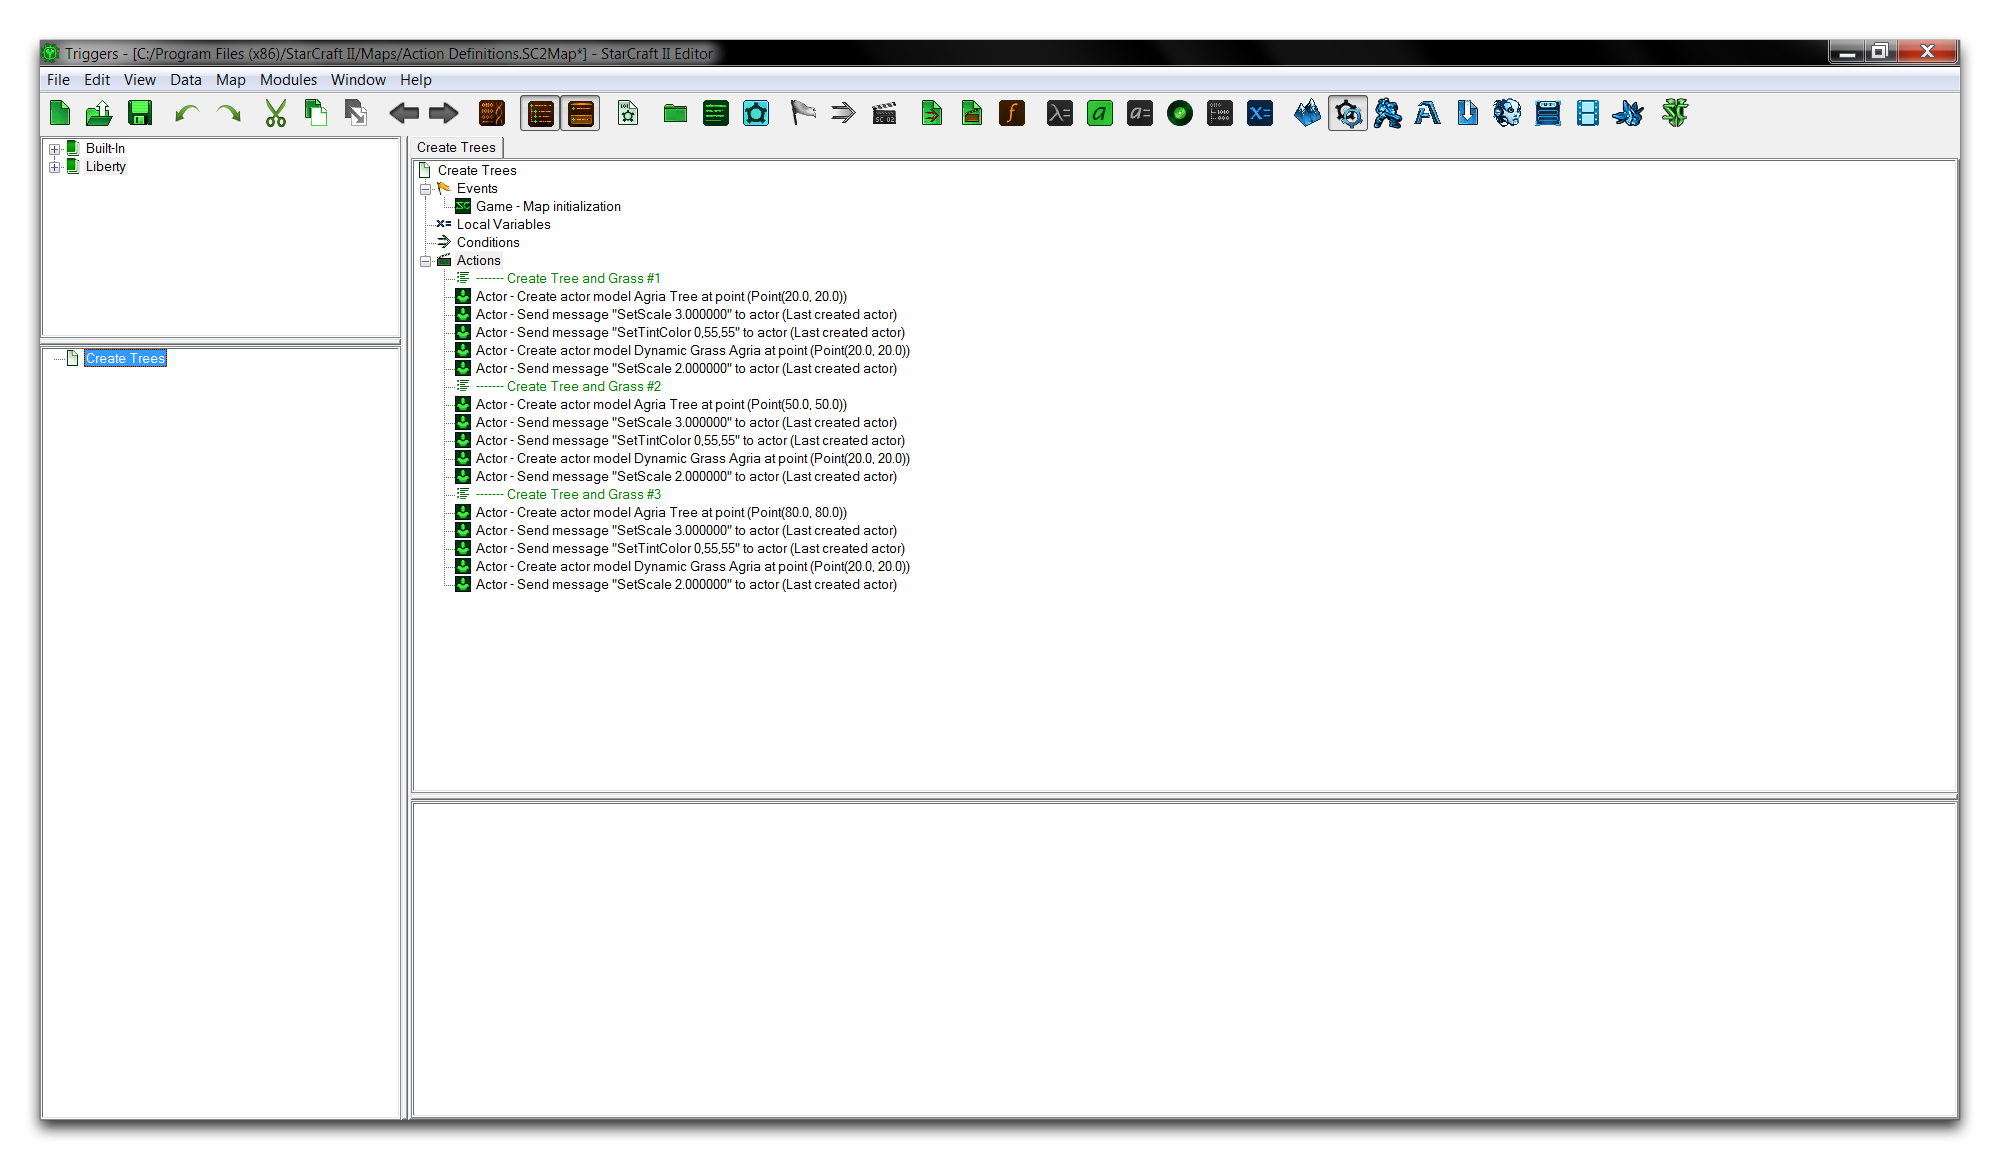 Triggers - [C:/Program Files (x86)/StarCraft II/Maps/Action Definitions.SC2Map*] - StarCraft II Editor
File Edit View Data Map Modules Window Help
Built-In
Liberty
Create Trees
Create Trees
Create Trees
Events
Game - Map initialization
Local Variables
Conditions
Actions
------- Create Tree and Grass #1
Actor - Create actor model Agria Tree at point (Point(20.0, 20.0))
Actor - Send message "SetScale 3.000000" to actor (Last created actor)
Actor - Send message "SetTintColor 0,55,55" to actor (Last created actor)
Actor - Create actor model Dynamic Grass Agria at point (Point(20.0, 20.0))
Actor - Send message "SetScale 2.000000" to actor (Last created actor)
------- Create Tree and Grass #2
Actor - Create actor model Agria Tree at point (Point(50.0, 50.0))
Actor - Send message "SetScale 3.000000" to actor (Last created actor)
Actor - Send message "SetTintColor 0,55,55" to actor (Last created actor)
Actor - Create actor model Dynamic Grass Agria at point (Point(20.0, 20.0))
Actor - Send message "SetScale 2.000000" to actor (Last created actor)
------- Create Tree and Grass #3
Actor - Create actor model Agria Tree at point (Point(80.0, 80.0))
Actor - Send message "SetScale 3.000000" to actor (Last created actor)
Actor - Send message "SetTintColor 0,55,55" to actor (Last created actor)
Actor - Create actor model Dynamic Grass Agria at point (Point(20.0, 20.0))
Actor - Send message "SetScale 2.000000" to actor (Last created actor)